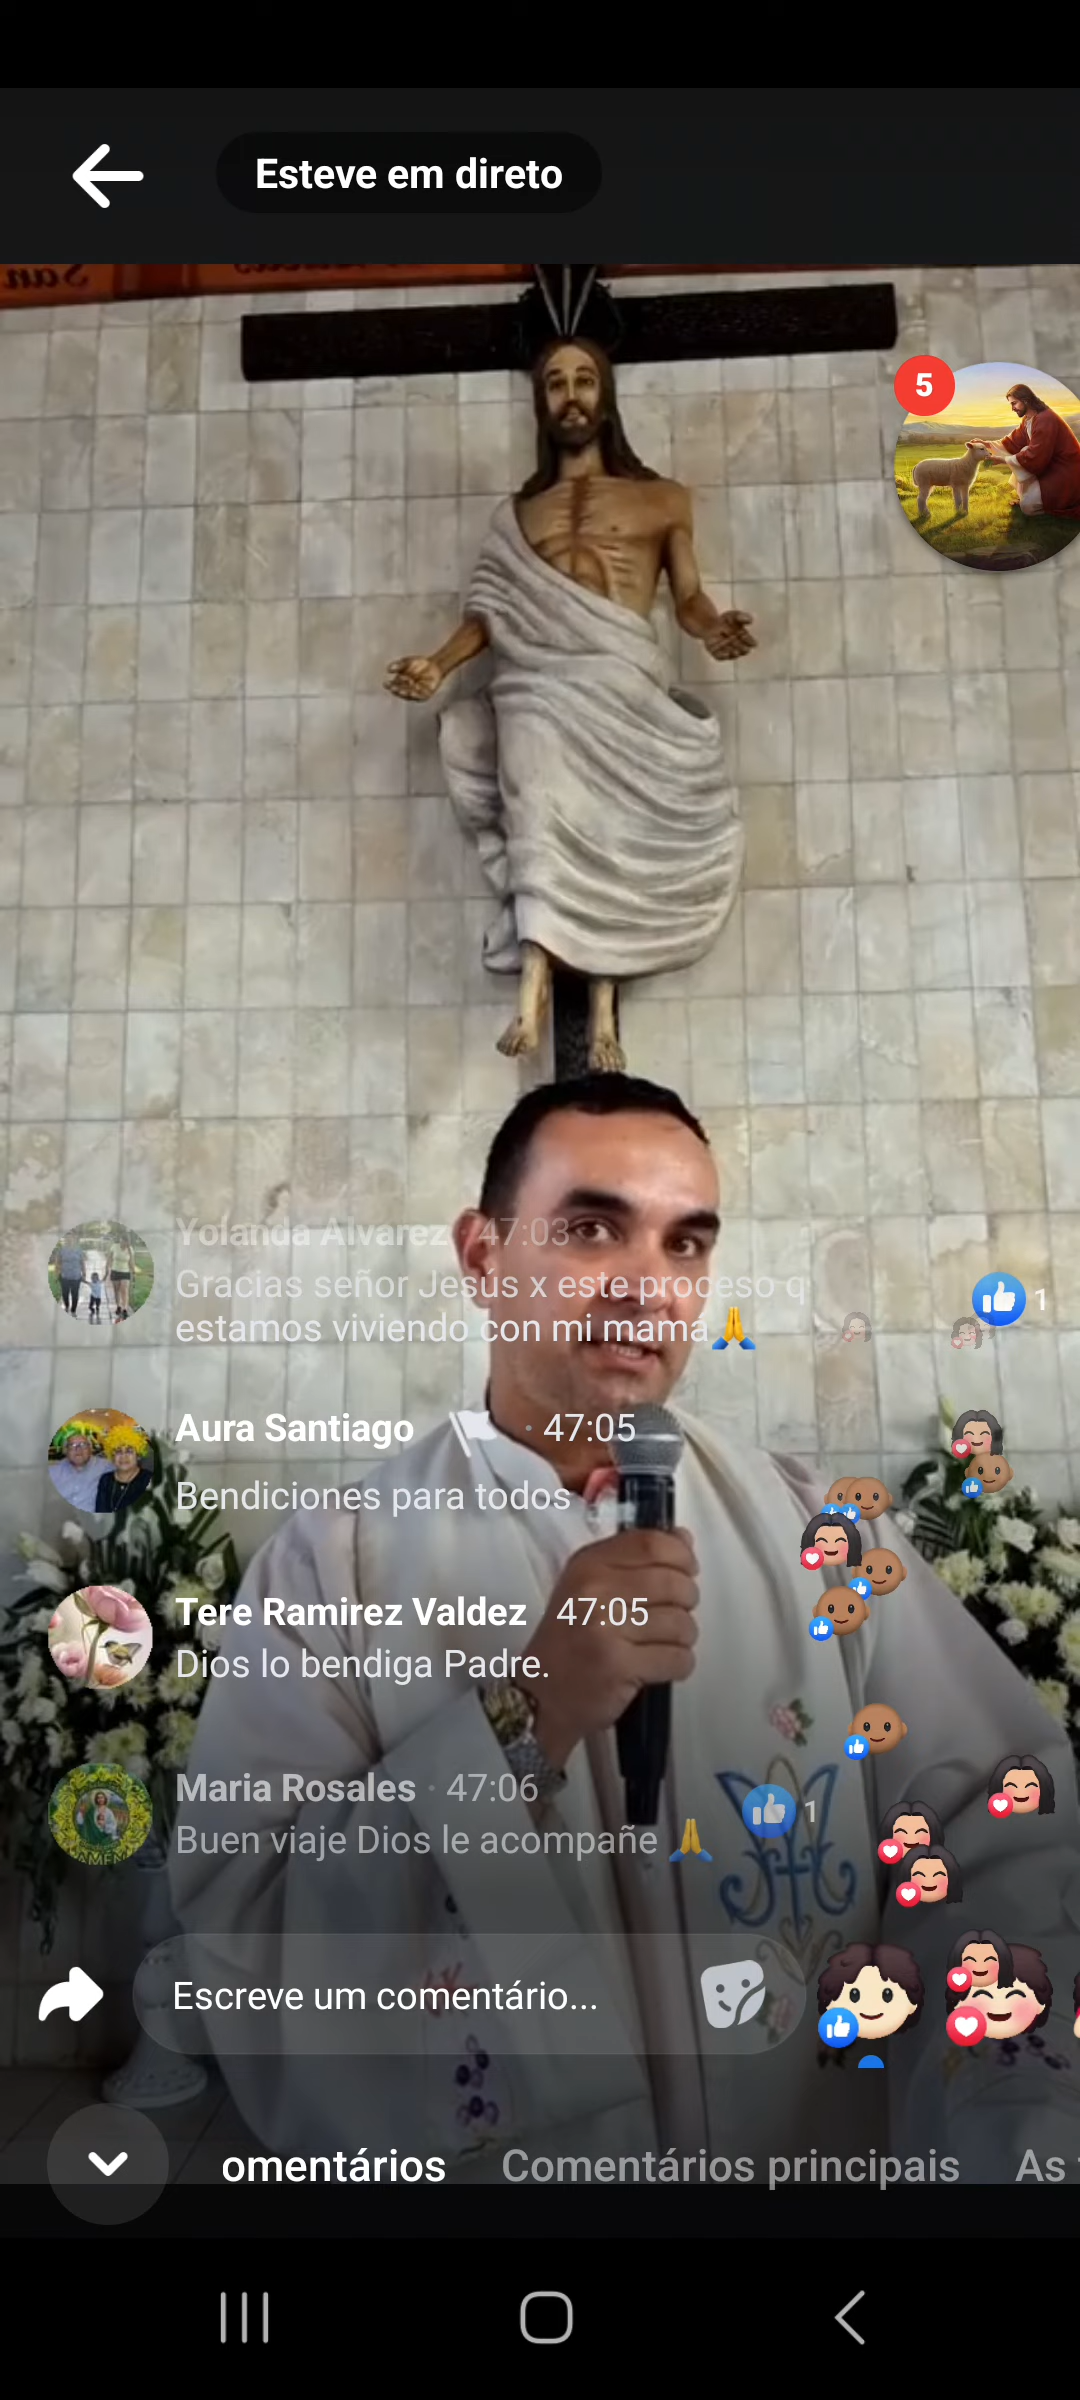 Esteve em direto
San
5
Yolanda Alvarez · 47:03
Gracias señor Jesús x este proceso q
estamos viviendo con mi mamá🙏
1
Aura Santiago · 47:05
Bendiciones para todos
Tere Ramirez Valdez · 47:05
Dios lo bendiga Padre.
Maria Rosales · 47:06
Buen viaje Dios le acompañe 🙏
1
Escreve um comentário...
omentários
Comentários principais
As